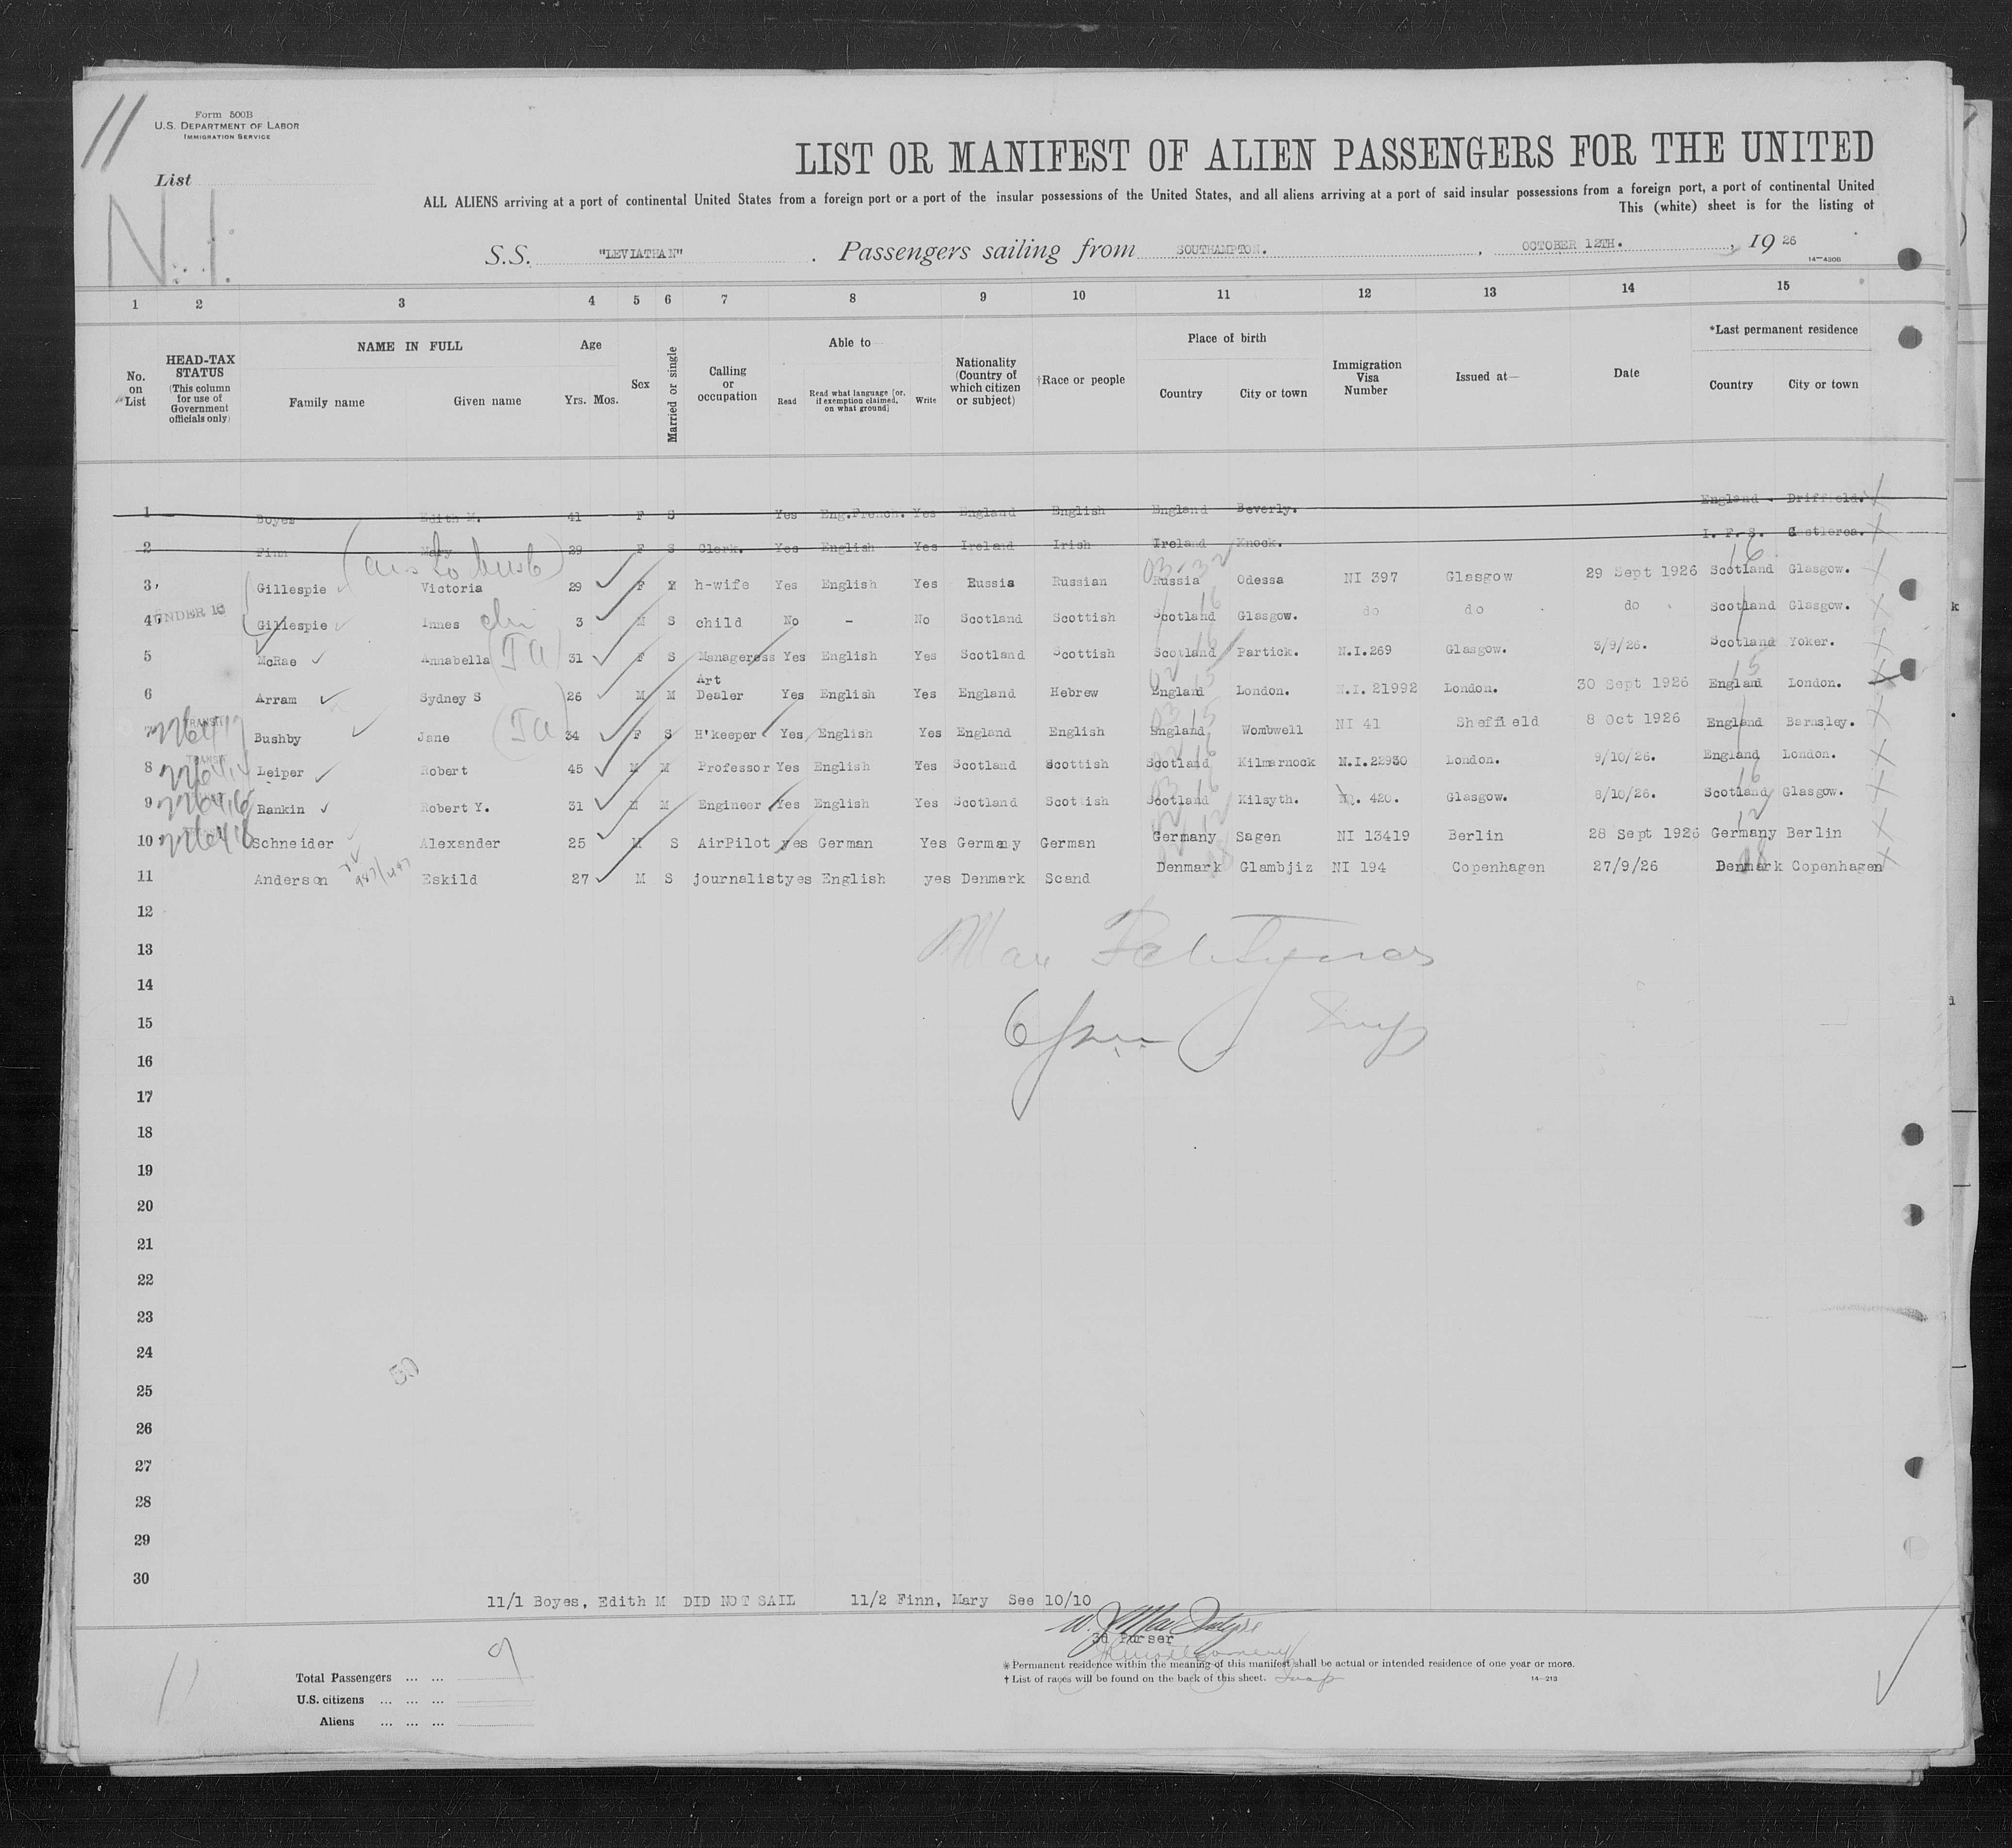 11
Form 500B
U.S. DEPARTMENT OF LABOR
IMMIGRATION SERVICE
LIST OR MANIFEST OF ALIEN PASSENGERS FOR THE UNITED
List
ALL ALIENS arriving at a port of continental United States from a foreign port or a port of the insular possessions of the United States, and all aliens arriving at a port of said insular possessions from a foreign port, a port of continental United
This (white) sheet is for the listing of
N.I.
S.S. "LEVIATHAN". Passengers sailing from SOUTHAMPTON., OCTOBER 12TH., 1926
14—430B
1 2 3 4 5 6 7 8 9 10 11 12 13 14 15
No. on List
HEAD-TAX STATUS (This column for use of Government officials only)
NAME IN FULL Family name Given name
Age Yrs. Mos.
Sex
Married or single
Calling or occupation
Able to Read Read what language [or, if exemption claimed, on what ground] Write
Nationality (Country of which citizen or subject)
†Race or people
Place of birth Country City or town
Immigration Visa Number
Issued at—
Date
*Last permanent residence Country City or town
1 Boyes Edith M. 41 F S Yes Eng.French. Yes England English England Beverly. England. Driffield.
2 Finn Mary 29 F S Clerk. Yes English Yes Ireland Irish Ireland Knock. I. F. S. Castlerea.
3 Gillespie Victoria 29 F M h-wife Yes English Yes Russia Russian Russia Odessa NI 397 Glasgow 29 Sept 1926 Scotland Glasgow.
4 UNDER 16 Gillespie Innes 3 M S child No - No Scotland Scottish Scotland Glasgow. do do do Scotland Glasgow.
5 McRae Annabella 31 F S Manageress Yes English Yes Scotland Scottish Scotland Partick. N.I.269 Glasgow. 3/9/26. Scotland Yoker.
6 Arram Sydney S 26 M M Art Dealer Yes English Yes England Hebrew England London. N.I. 21992 London. 30 Sept 1926 England London.
7 TRANSIT Bushby Jane 34 F S H'keeper Yes English Yes England English England Wombwell NI 41 Sheffield 8 Oct 1926 England Barnsley.
8 TRANSIT Leiper Robert 45 M M Professor Yes English Yes Scotland Scottish Scotland Kilmarnock N.I.22930 London. 9/10/26. England London.
9 Rankin Robert Y. 31 M M Engineer Yes English Yes Scotland Scottish Scotland Kilsyth. 420. Glasgow. 8/10/26. Scotland Glasgow.
10 Schneider Alexander 25 M S AirPilot yes German Yes Germany German Germany Sagen NI 13419 Berlin 28 Sept 1926 Germany Berlin
11 Anderson Eskild 27 M S journalist yes English yes Denmark Scand Denmark Glambjiz NI 194 Copenhagen 27/9/26 Denmark Copenhagen
12
13
14
15
16
17
18
19
20
21
22
23
24
25
26
27
28
29
30
50
11/1 Boyes, Edith M DID NOT SAIL 11/2 Finn, Mary See 10/10
3d Purser
Total Passengers ... ... 9
U.S. citizens ... ... ...
Aliens ... ... ...
11
* Permanent residence within the meaning of this manifest shall be actual or intended residence of one year or more.
† List of races will be found on the back of this sheet.
14—213